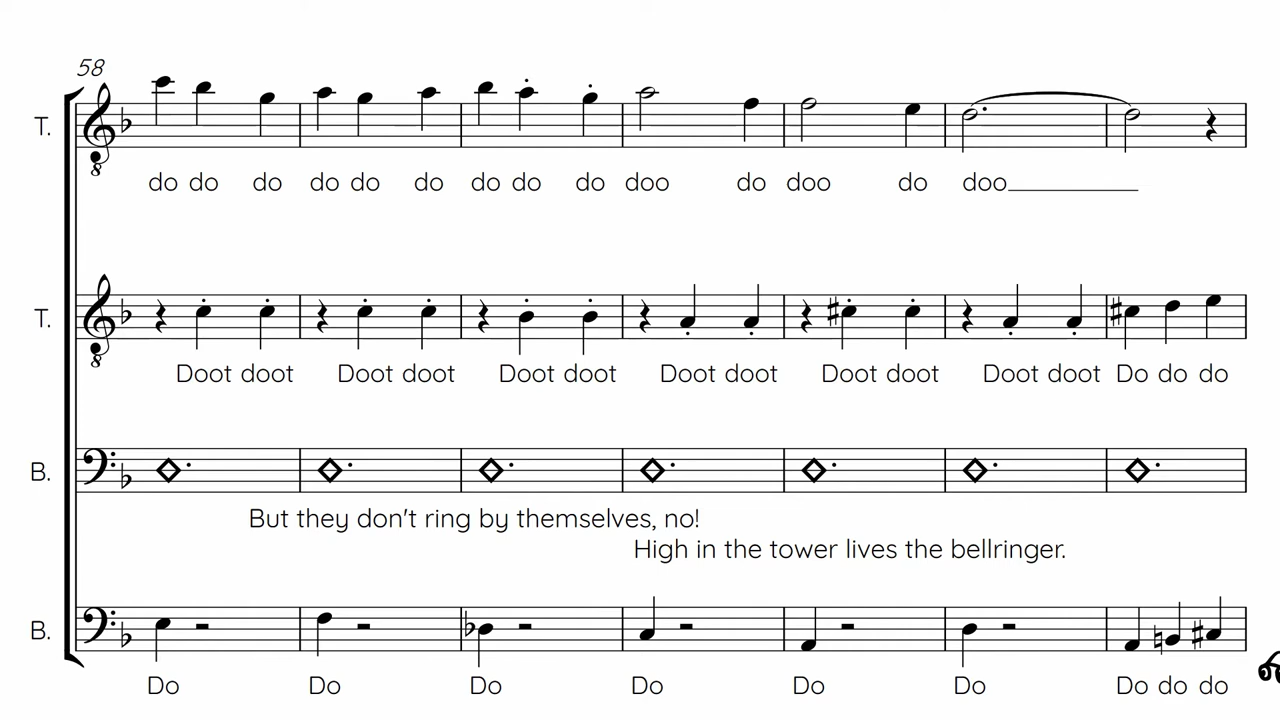 58
T.
do do do do do do do do do doo do doo do doo
T.
Doot doot Doot doot Doot doot Doot doot Doot doot Doot doot Do do do
B.
But they don't ring by themselves, no!
High in the tower lives the bellringer.
B.
Do Do Do Do Do Do Do do do